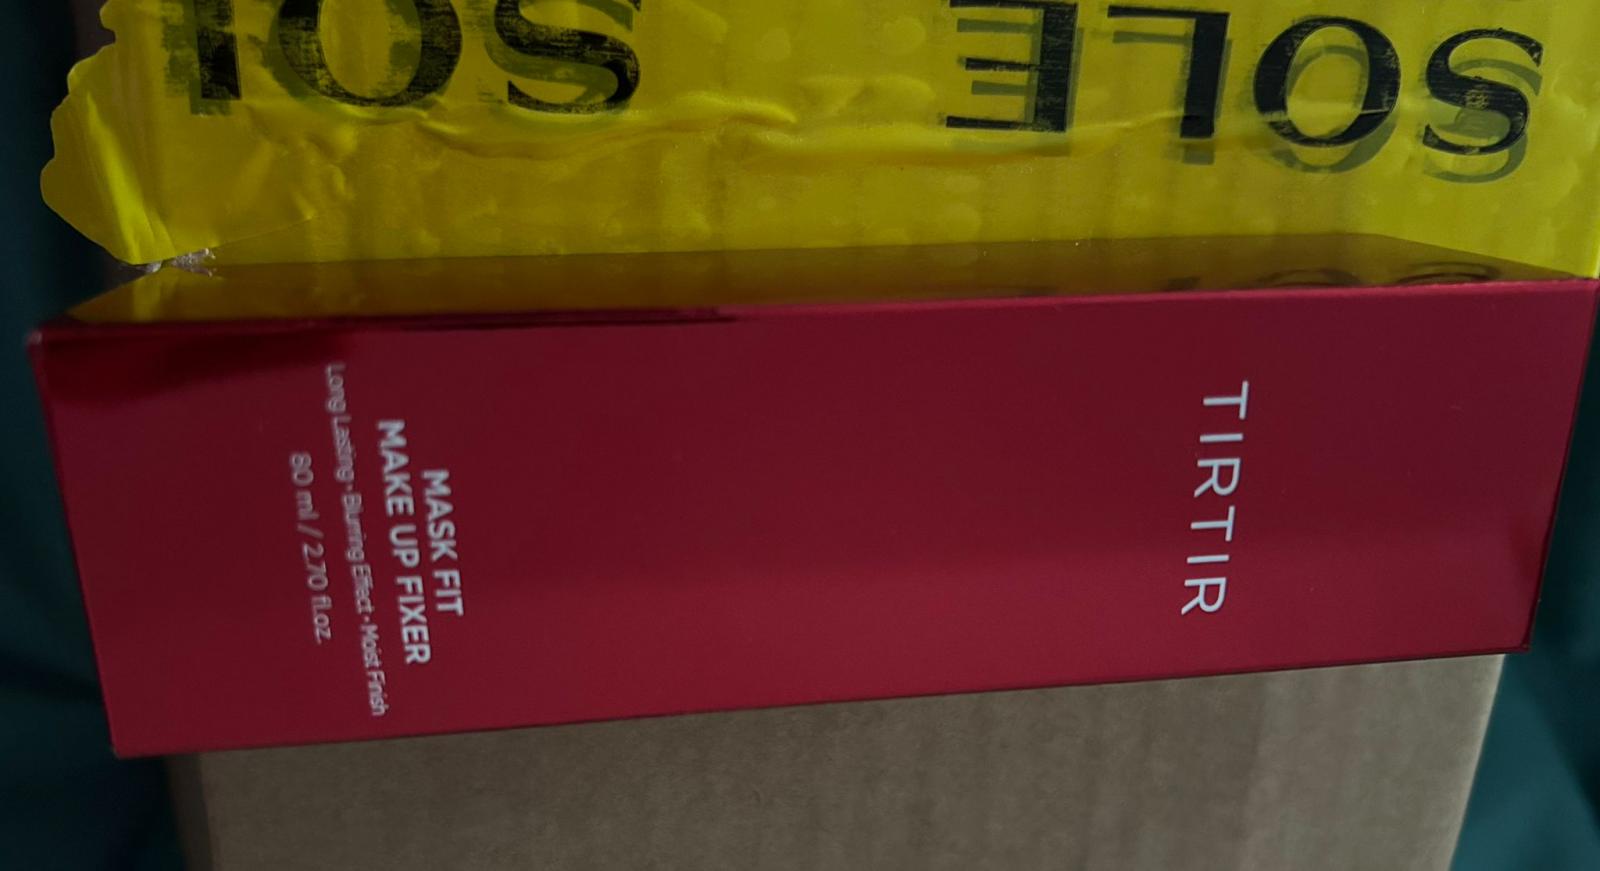 SOLE
SOL
TIRTIR
MASK FIT
MAKE UP FIXER
Long Lasting · Blurring Effect · Moist Finish
80 ml / 2.70 fl.oz.